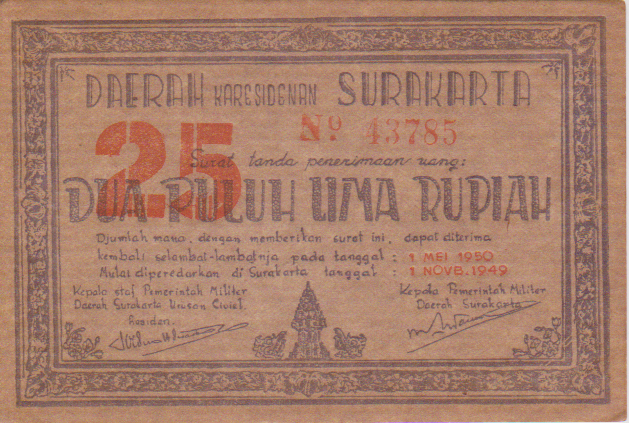 DAERAH KARESIDENAN SURAKARTA
25
No 43785
Surat tanda penerimaan uang:
DUA PULUH LIMA RUPIAH
Djumlah mana, dengan memberikan surat ini, dapat diterima
kembali selambat-lambatnja pada tanggal : 1 MEI 1950
Mulai diperedarkan di Surakarta tanggal : 1 NOVB. 1949
Kepala staf Pemerintah Militer
Daerah Surakarta Urusan Civiel
Residen.
Kepala Pemerintah Militer
Daerah Surakarta